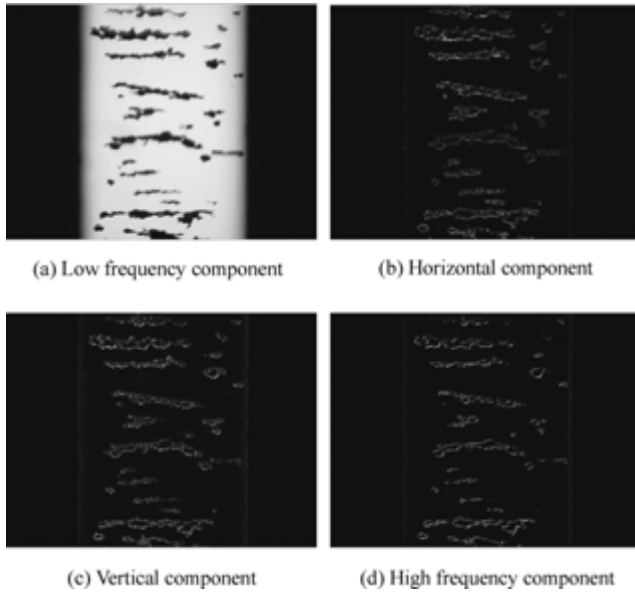 (a) Low frequency component
(b) Horizontal component
(c) Vertical component
(d) High frequency component